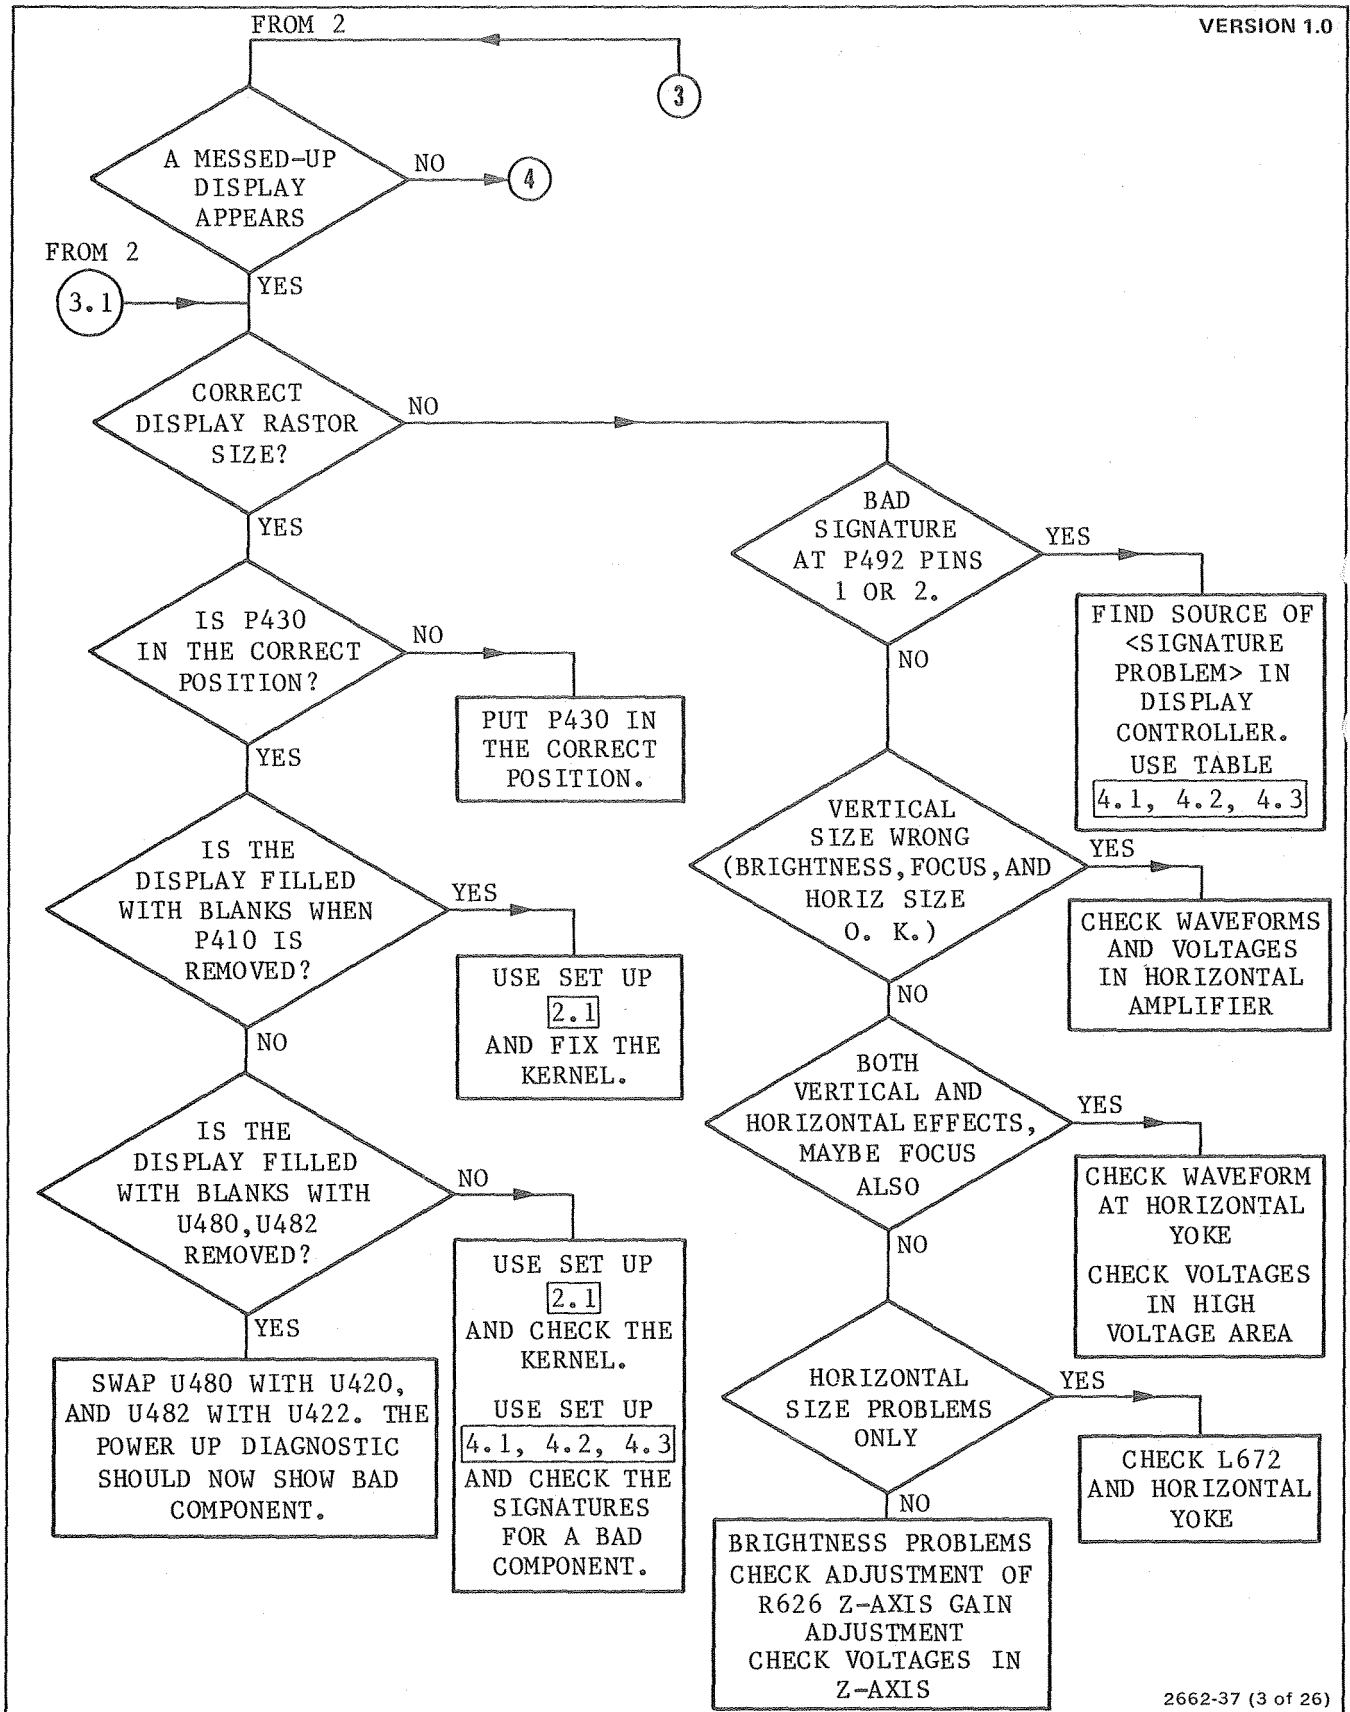 FROM 2
VERSION 1.0
3
A MESSED-UP
DISPLAY
APPEARS
NO
4
FROM 2
YES
3.1
CORRECT
DISPLAY RASTOR
SIZE?
NO
YES
BAD
SIGNATURE
AT P492 PINS
1 OR 2.
YES
NO
FIND SOURCE OF
<SIGNATURE
PROBLEM> IN
DISPLAY
CONTROLLER.
USE TABLE
4.1, 4.2, 4.3
IS P430
IN THE CORRECT
POSITION?
NO
YES
PUT P430 IN
THE CORRECT
POSITION.
VERTICAL
SIZE WRONG
(BRIGHTNESS,FOCUS,AND
HORIZ SIZE
O. K.)
YES
NO
CHECK WAVEFORMS
AND VOLTAGES
IN HORIZONTAL
AMPLIFIER
IS THE
DISPLAY FILLED
WITH BLANKS WHEN
P410 IS
REMOVED?
YES
NO
USE SET UP
2.1
AND FIX THE
KERNEL.
BOTH
VERTICAL AND
HORIZONTAL EFFECTS,
MAYBE FOCUS
ALSO
YES
NO
CHECK WAVEFORM
AT HORIZONTAL
YOKE
CHECK VOLTAGES
IN HIGH
VOLTAGE AREA
IS THE
DISPLAY FILLED
WITH BLANKS WITH
U480,U482
REMOVED?
NO
YES
USE SET UP
2.1
AND CHECK THE
KERNEL.
USE SET UP
4.1, 4.2, 4.3
AND CHECK THE
SIGNATURES
FOR A BAD
COMPONENT.
SWAP U480 WITH U420,
AND U482 WITH U422. THE
POWER UP DIAGNOSTIC
SHOULD NOW SHOW BAD
COMPONENT.
HORIZONTAL
SIZE PROBLEMS
ONLY
YES
NO
CHECK L672
AND HORIZONTAL
YOKE
BRIGHTNESS PROBLEMS
CHECK ADJUSTMENT OF
R626 Z-AXIS GAIN
ADJUSTMENT
CHECK VOLTAGES IN
Z-AXIS
2662-37 (3 of 26)